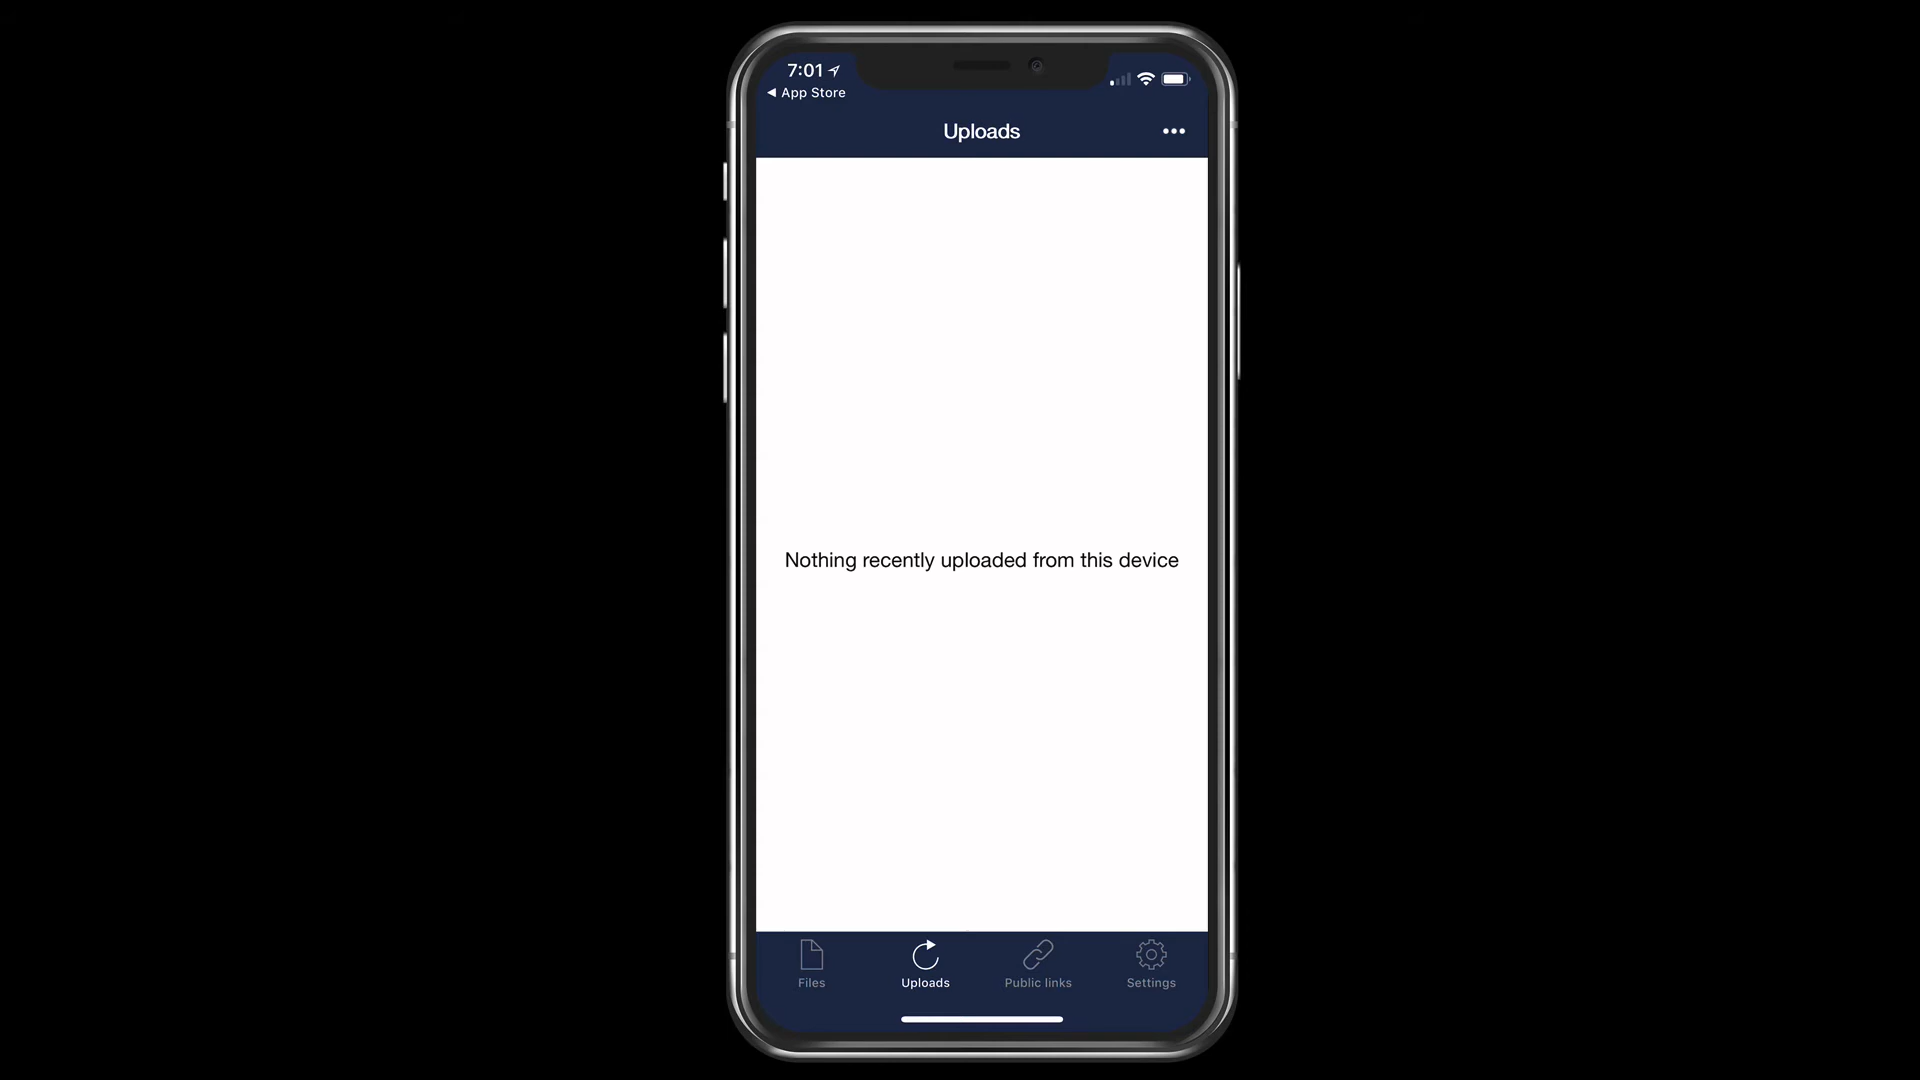 7:01
◀ App Store
Uploads
Nothing recently uploaded from this device
Files
Uploads
Public links
Settings